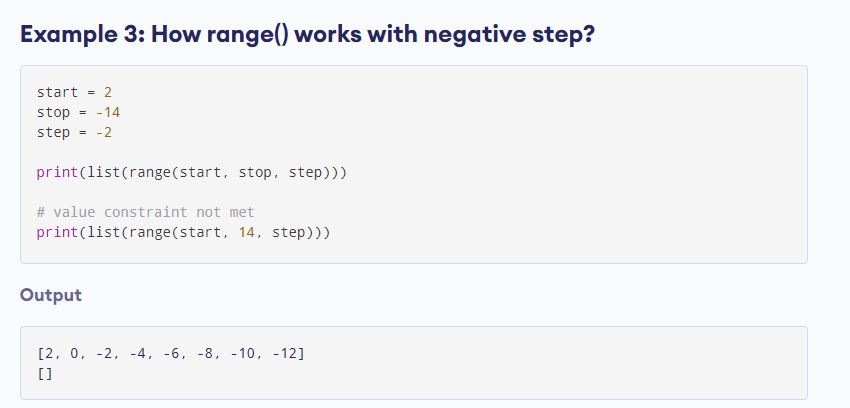 Example 3: How range() works with negative step?
start = 2
stop = -14
step = -2
print(list(range(start, stop, step)))
# value constraint not met
print(list(range(start, 14, step)))
Output
[2, 0, -2, -4, -6, -8, -10, -12]
[]